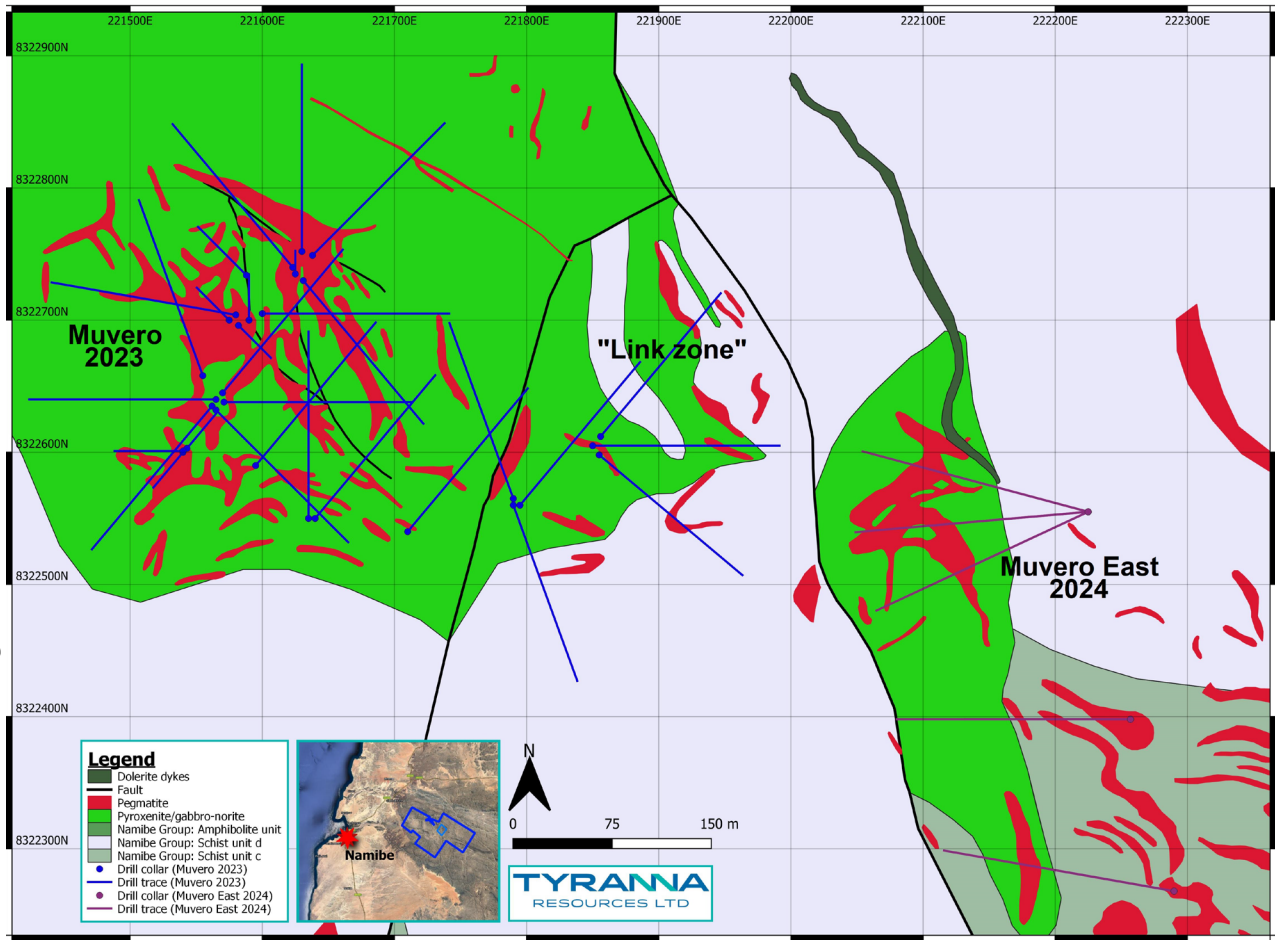 221500E 221600E 221700E 221800E 221900E 222000E 222100E 222200E 222300E
8322900N
8322800N
8322700N
Muvero
2023
"Link zone"
8322600N
8322500N
Muvero East
2024
8322400N
Legend
Dolerite dykes
Fault
Pegmatite
Pyroxenite/gabbro-norite
Namibe Group: Amphibolite unit
Namibe Group: Schist unit d
Namibe Group: Schist unit c
Drill collar (Muvero 2023)
Drill trace (Muvero 2023)
Drill collar (Muvero East 2024)
Drill trace (Muvero East 2024)
Namibe
N
0 75 150 m
8322300N
TYRANNA
RESOURCES LTD